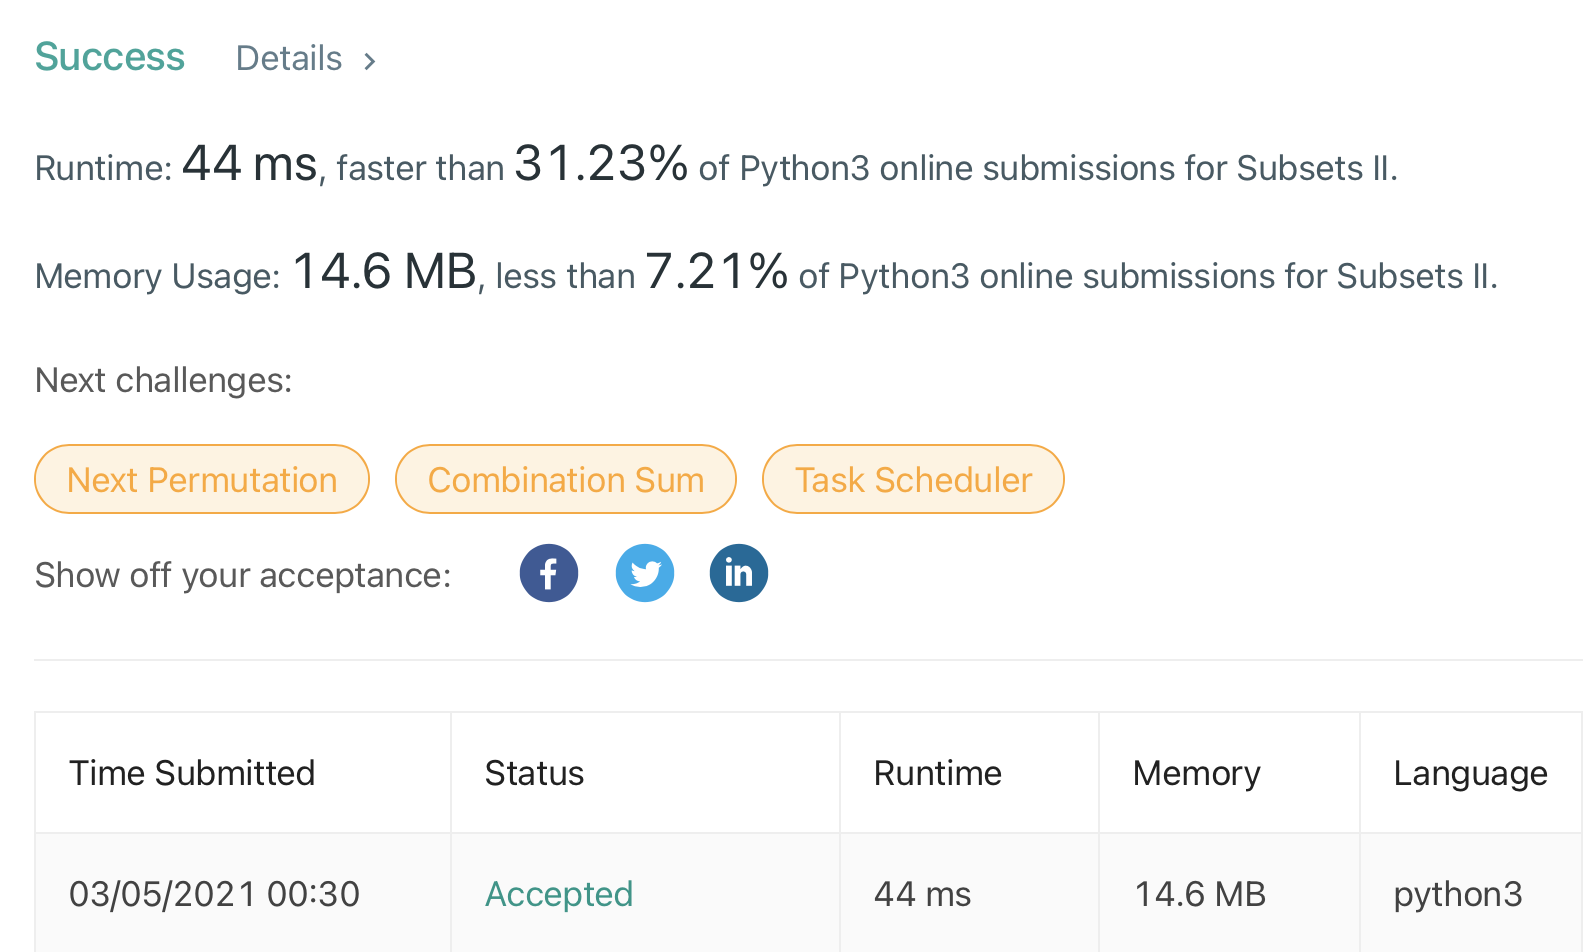 Success Details >
Runtime: 44 ms, faster than 31.23% of Python3 online submissions for Subsets II.
Memory Usage: 14.6 MB, less than 7.21% of Python3 online submissions for Subsets II.
Next challenges:
Next Permutation Combination Sum Task Scheduler
Show off your acceptance: f in
Time Submitted Status Runtime Memory Language
03/05/2021 00:30 Accepted 44 ms 14.6 MB python3